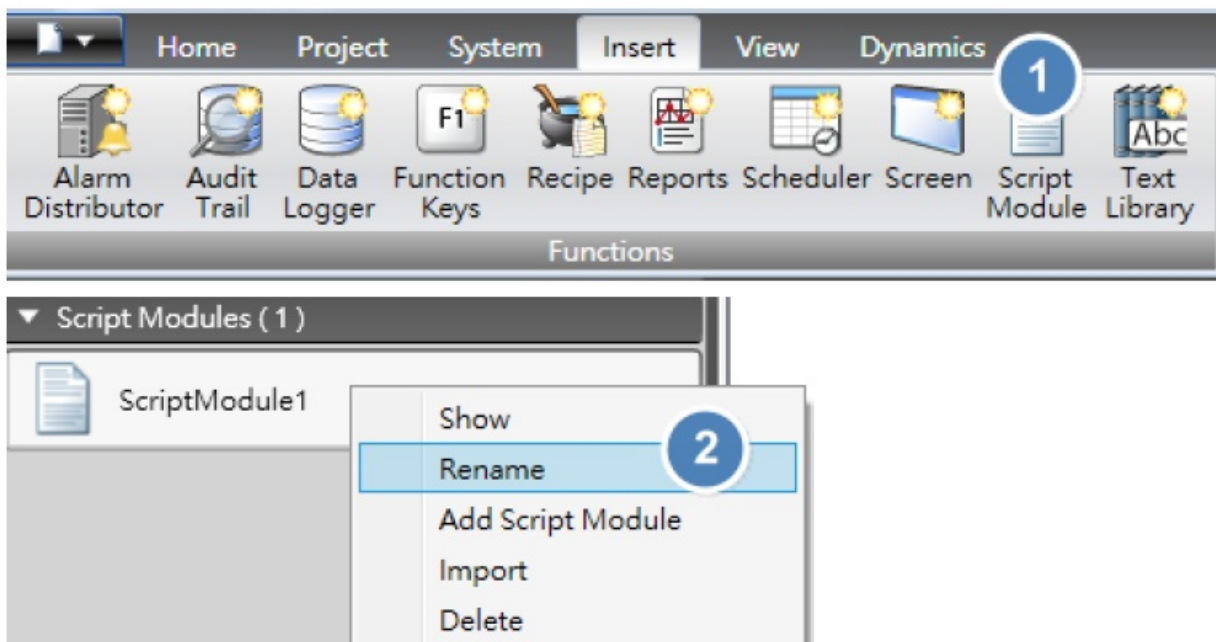 Home Project System Insert View Dynamics
1
F1
Abc
Alarm Distributor Audit Trail Data Logger Function Keys Recipe Reports Scheduler Screen Script Module Text Library
Functions
Script Modules ( 1 )
ScriptModule1
Show
2
Rename
Add Script Module
Import
Delete